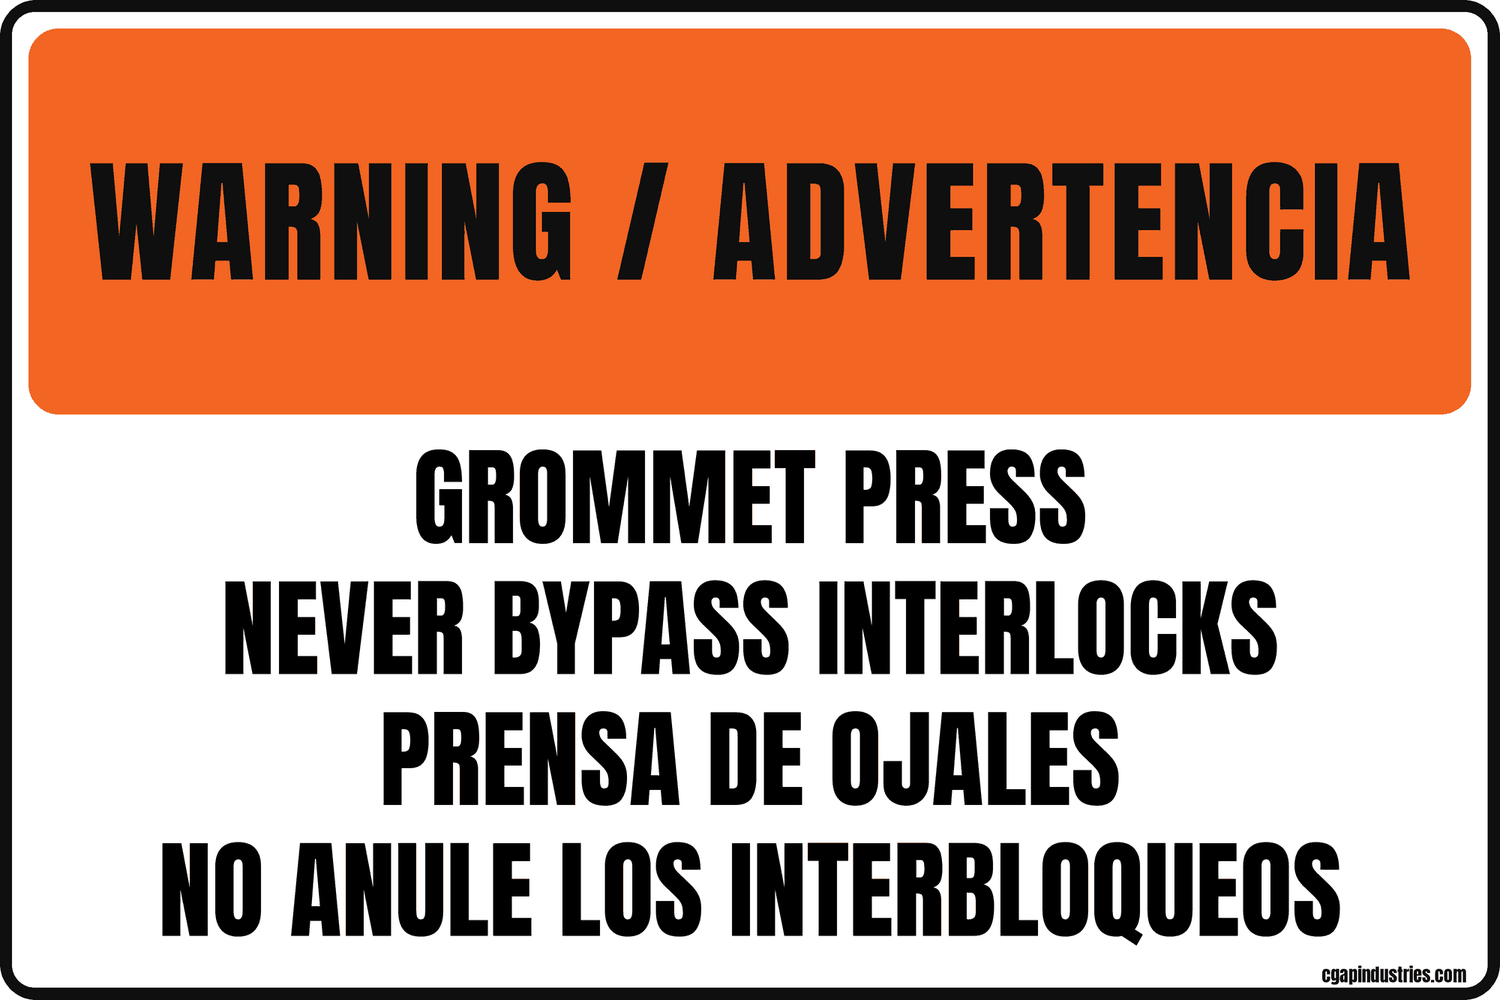 WARNING / ADVERTENCIA
GROMMET PRESS
NEVER BYPASS INTERLOCKS
PRENSA DE OJALES
NO ANULE LOS INTERBLOQUEOS
cgapindustries.com